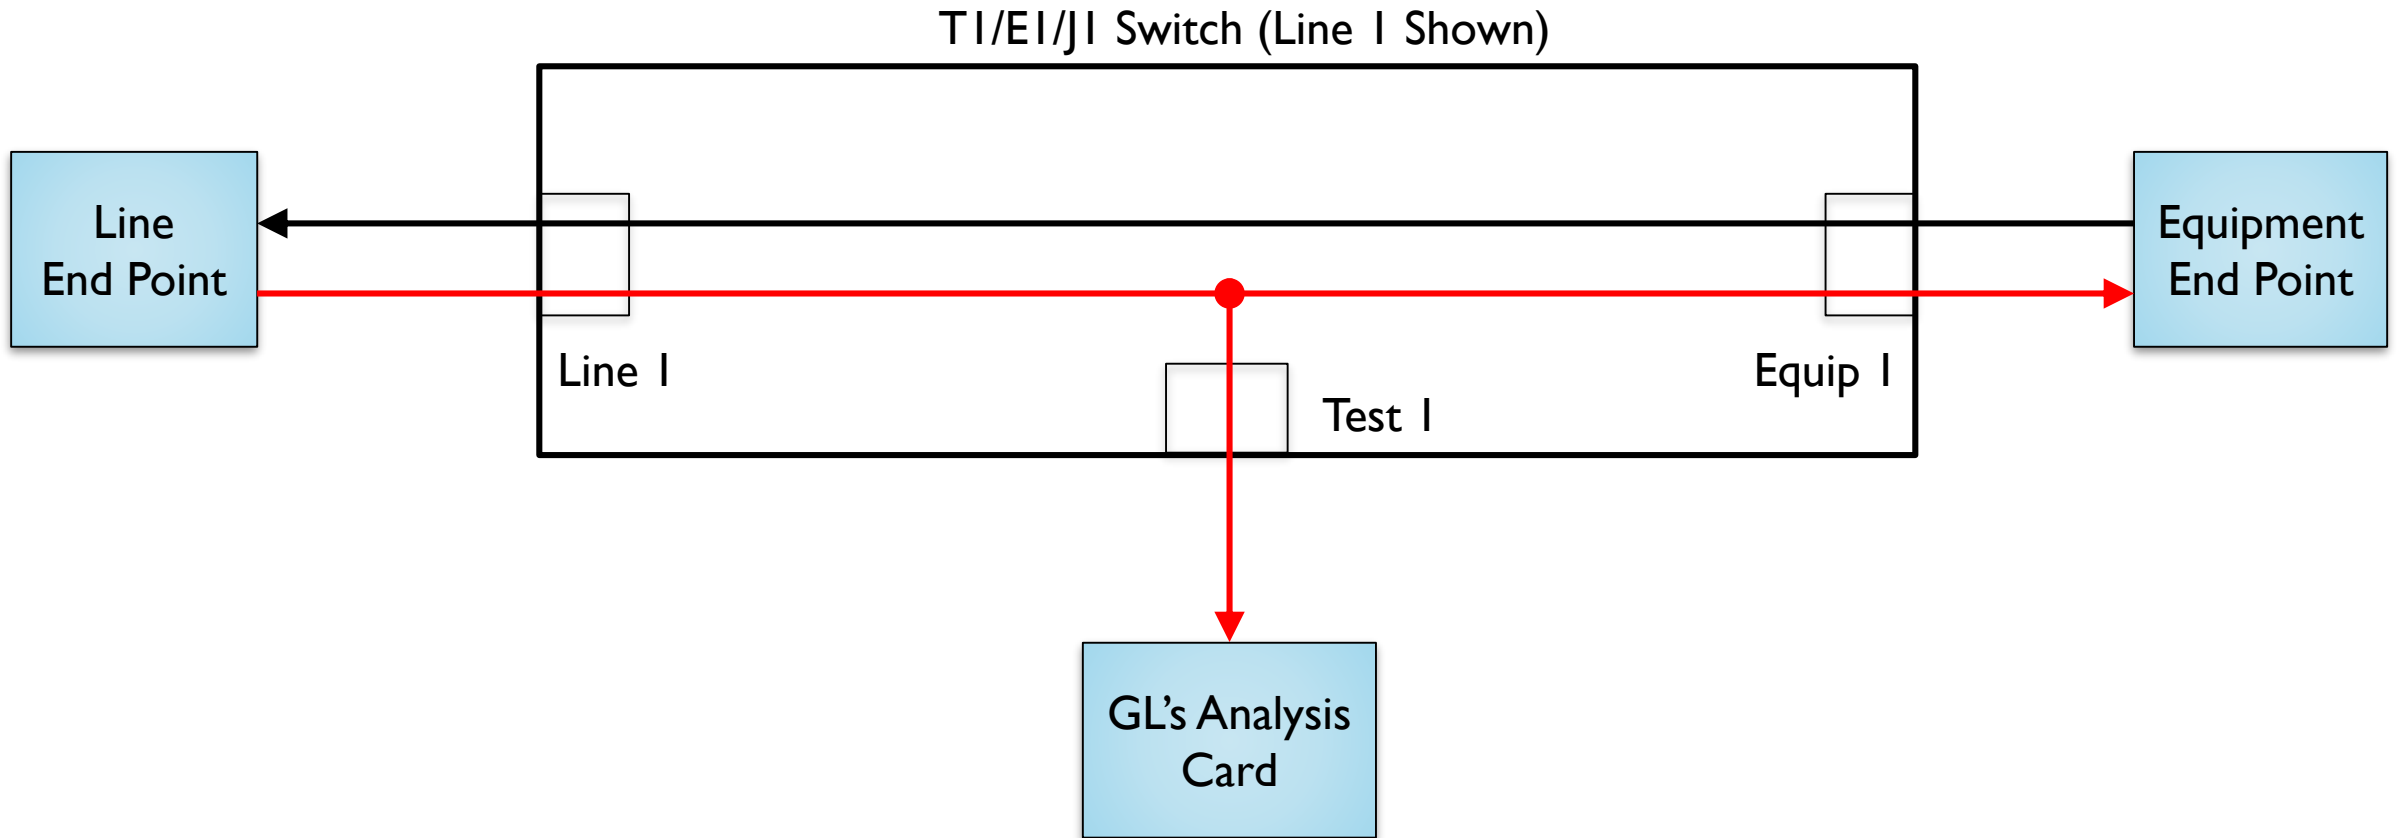 T1/E1/J1 Switch (Line 1 Shown)
Line
End Point
Equipment
End Point
Line 1
Equip 1
Test 1
GL’s Analysis
Card